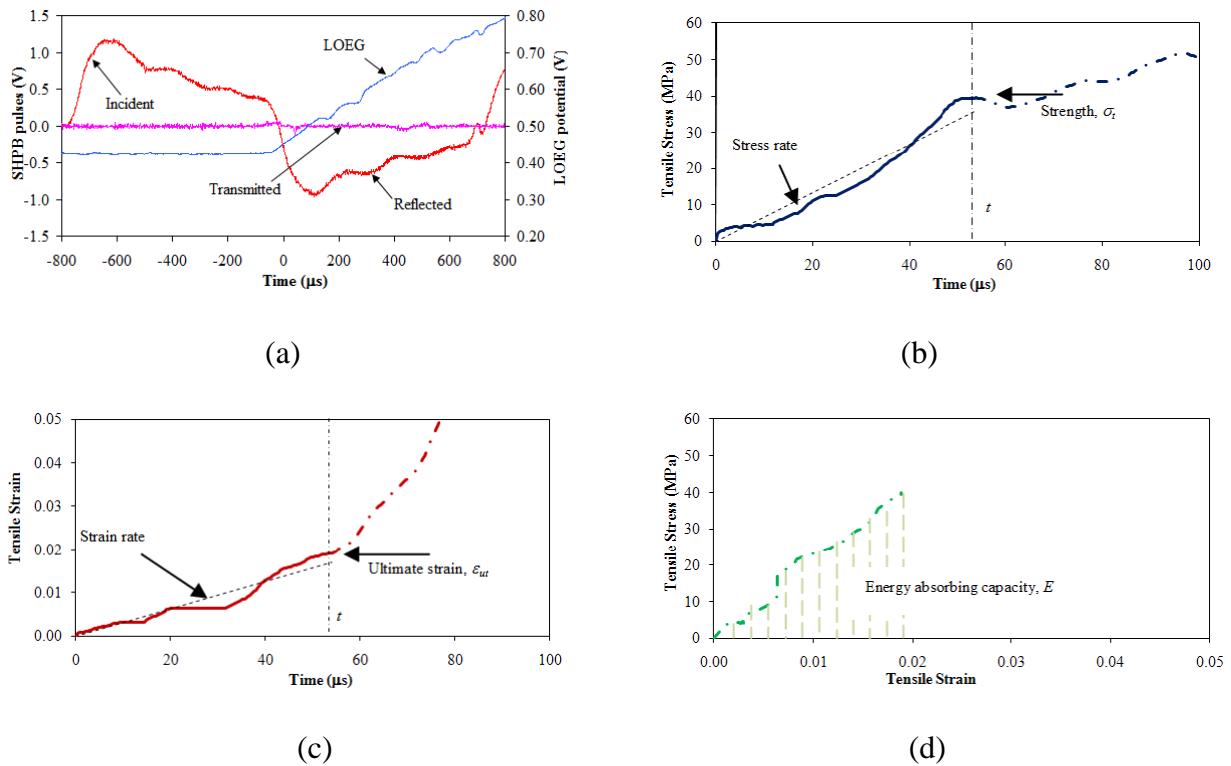 SHPB pulses (V)
1.5
1.0
0.5
0.0
-0.5
-1.0
-1.5
LOEG
Incident
Transmitted
Reflected
0.80
0.70
0.60
0.50
0.40
0.30
0.20
LOEG potential (V)
-800 -600 -400 -200 0 200 400 600 800
Time (μs)
(a)
Tensile Stress (MPa)
60
50
40
30
20
10
0
Strength, σt
Stress rate
t
0 20 40 60 80 100
Time (μs)
(b)
Tensile Strain
0.05
0.04
0.03
0.02
0.01
0.00
Strain rate
Ultimate strain, εut
t
0 20 40 60 80 100
Time (μs)
(c)
Tensile Stress (MPa)
60
50
40
30
20
10
0
Energy absorbing capacity, E
0.00 0.01 0.02 0.03 0.04 0.05
Tensile Strain
(d)